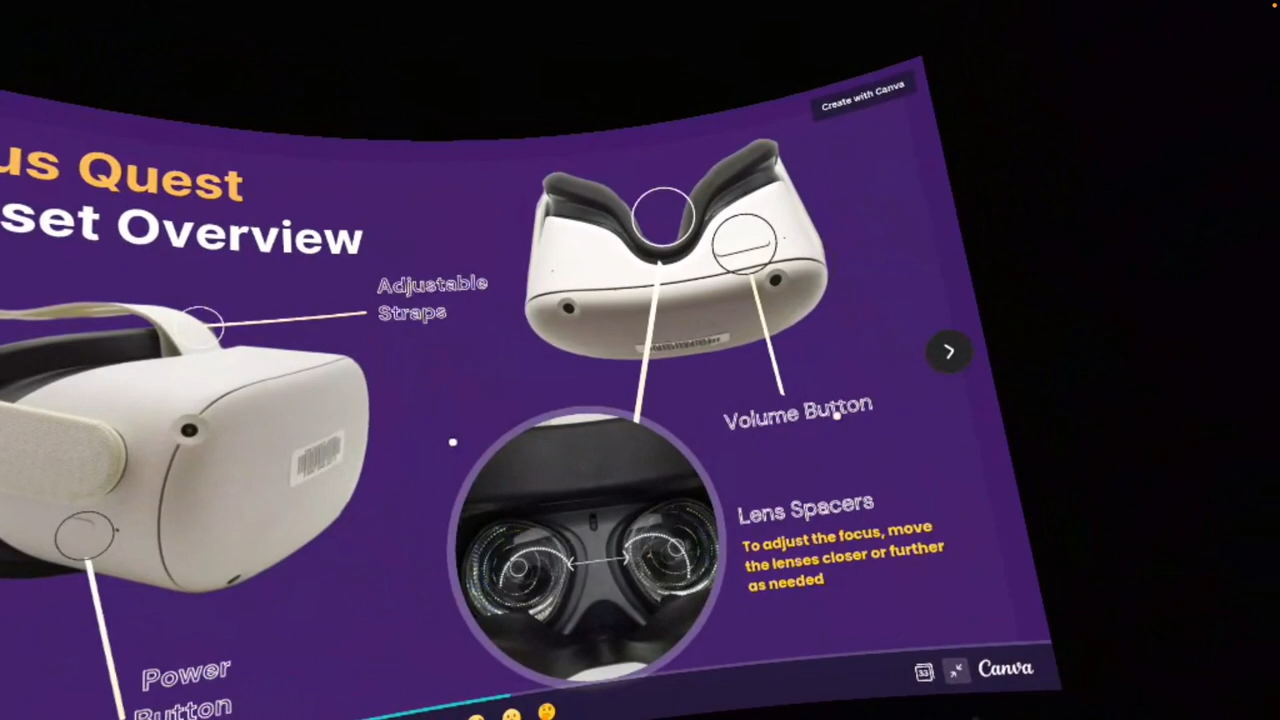 us Quest
set Overview
Create with Canva
Adjustable
Straps
Volume Button
Lens Spacers
To adjust the focus, move
the lenses closer or further
as needed
Power
Button
33
Canva